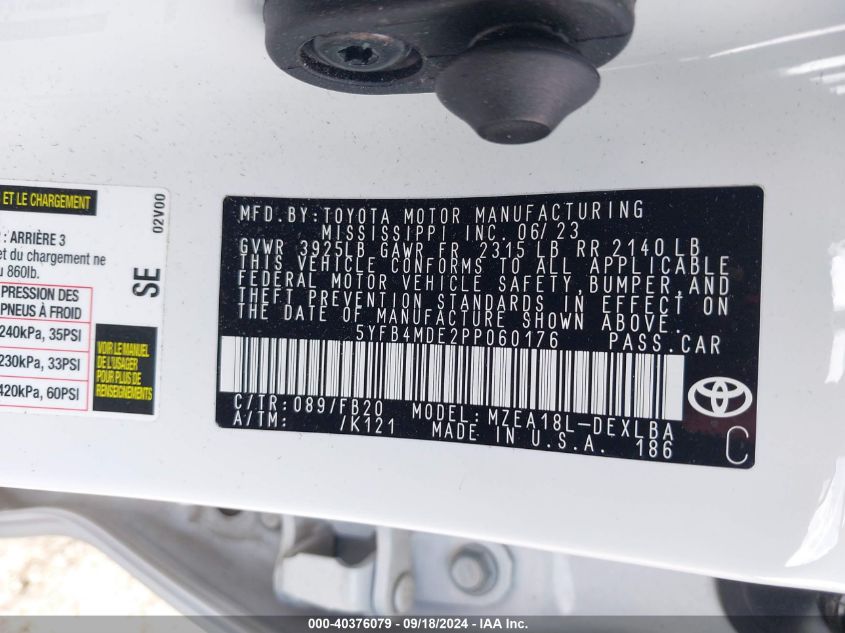 ET LE CHARGEMENT
: ARRIÈRE 3
et du chargement ne
860lb.
PRESSION DES
PNEUS À FROID
240kPa, 35PSI
230kPa, 33PSI
420kPa, 60PSI
VOIR LE MANUEL
DE L'USAGER
POUR PLUS DE
RENSEIGNEMENTS
02V00
SE
MFD.BY:TOYOTA MOTOR MANUFACTURING
MISSISSIPPI INC. 06/23
GVWR 3925LB GAWR FR 2315LB RR 2140LB
THIS VEHICLE CONFORMS TO ALL APPLICABLE
FEDERAL MOTOR VEHICLE SAFETY,BUMPER,AND
THEFT PREVENTION STANDARDS IN EFFECT ON
THE DATE OF MANUFACTURE SHOWN ABOVE.
5YFB4MDE2PP060176 PASS.CAR
C/TR:089/FB20 MODEL:MZEA18L-DEXLBA
A/TM: /K121 MADE IN U.S.A. 186
C
000-40376079 - 09/18/2024 - IAA Inc.